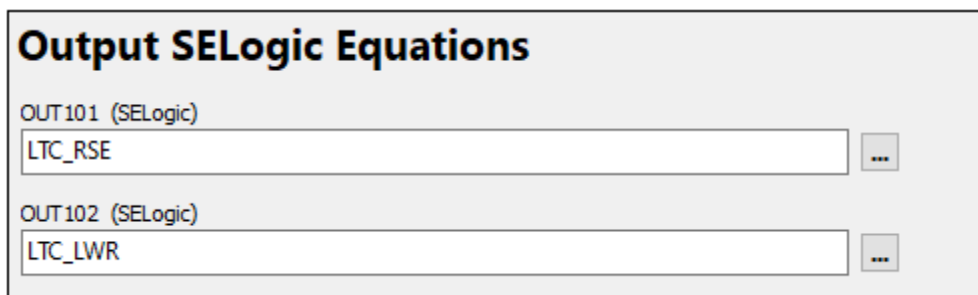 Output SELogic Equations
OUT101 (SELogic)
LTC_RSE
...
OUT102 (SELogic)
LTC_LWR
...